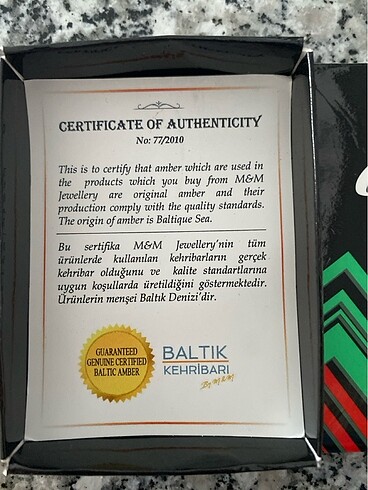 CERTIFICATE OF AUTHENTICITY
No: 77/2010
This is to certify that amber which are used in
the products which you buy from M&M
Jewellery are original amber and their
production comply with the quality standards.
The origin of amber is Baltique Sea.
Bu sertifika M&M Jewellery'nin tüm
ürünlerde kullanılan kehribarların gerçek
kehribar olduğunu ve kalite standartlarına
uygun koşullarda üretildiğini göstermektedir.
Ürünlerin menşei Baltık Denizi'dir.
GUARANTEED
GENUINE CERTIFIED
BALTIC AMBER
BALTIK
KEHRİBARI
By M&M